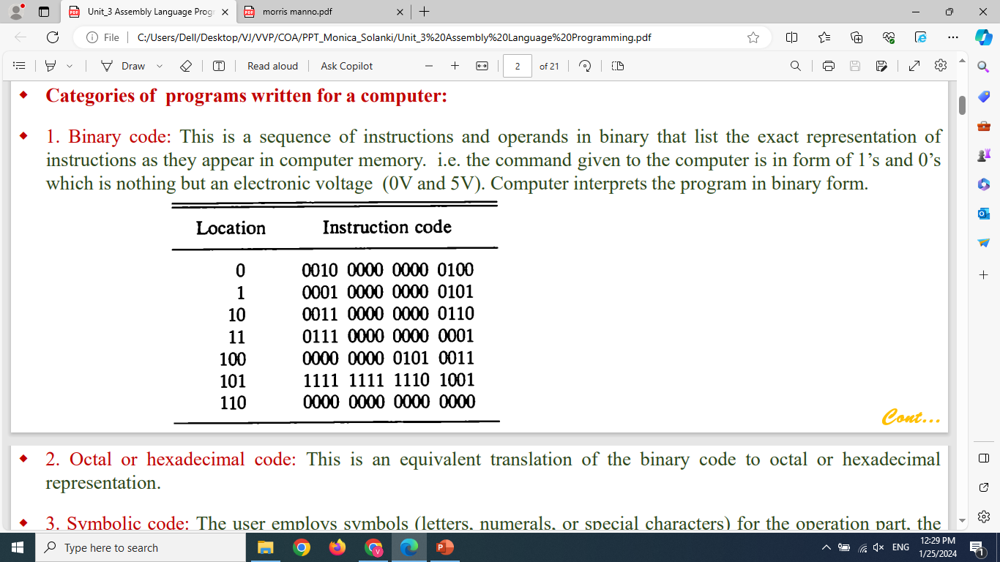 Unit_3 Assembly Language Prog
morris manno.pdf
File
C:/Users/Dell/Desktop/VJ/VVP/COA/PPT_Monica_Solanki/Unit_3%20Assembly%20Language%20Programming.pdf
Draw
Read aloud
Ask Copilot
2 of 21
Categories of programs written for a computer:
1. Binary code: This is a sequence of instructions and operands in binary that list the exact representation of
instructions as they appear in computer memory. i.e. the command given to the computer is in form of 1’s and 0’s
which is nothing but an electronic voltage (0V and 5V). Computer interprets the program in binary form.
Location Instruction code
0 0010 0000 0000 0100
1 0001 0000 0000 0101
10 0011 0000 0000 0110
11 0111 0000 0000 0001
100 0000 0000 0101 0011
101 1111 1111 1110 1001
110 0000 0000 0000 0000
Cont...
2. Octal or hexadecimal code: This is an equivalent translation of the binary code to octal or hexadecimal
representation.
3. Symbolic code: The user employs symbols (letters, numerals, or special characters) for the operation part, the
Type here to search
ENG
12:29 PM
1/25/2024
1